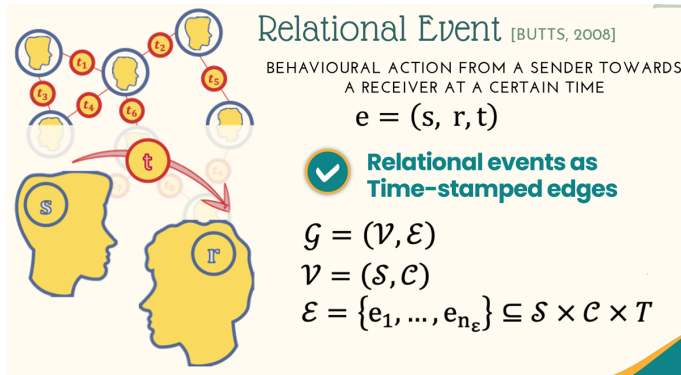 Relational Event [BUTTS, 2008]
BEHAVIOURAL ACTION FROM A SENDER TOWARDS
A RECEIVER AT A CERTAIN TIME
e = (s, r, t)
Relational events as
Time-stamped edges
𝒢 = (𝒱, ℰ)
𝒱 = (𝒮, 𝒞)
ℰ = {e₁, …, e_{n_ε}} ⊆ 𝒮 × 𝒞 × T
t₁
t₂
t₃
t₄
t₅
t₆
t
s
r